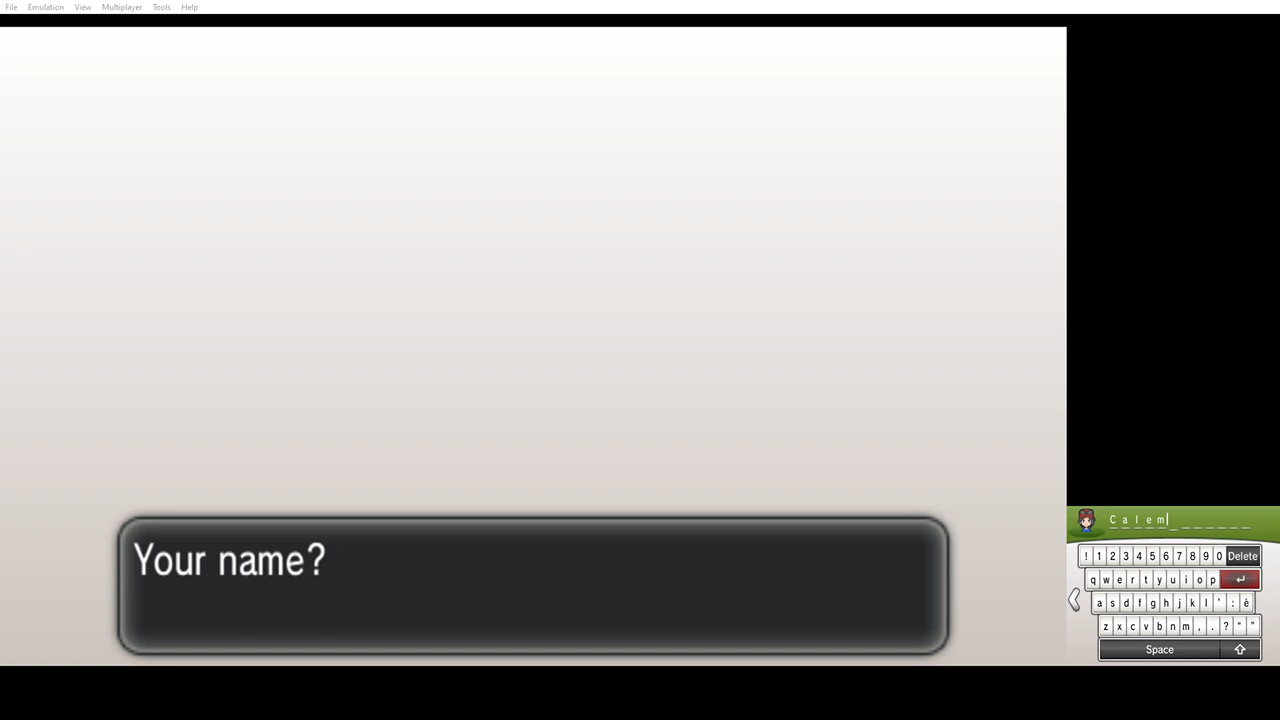 File Emulation View Multiplayer Tools Help
Your name?
Calem
! 1 2 3 4 5 6 7 8 9 0 Delete
q w e r t y u i o p
a s d f g h j k l ' : é
z x c v b n m , . ? “ ”
Space